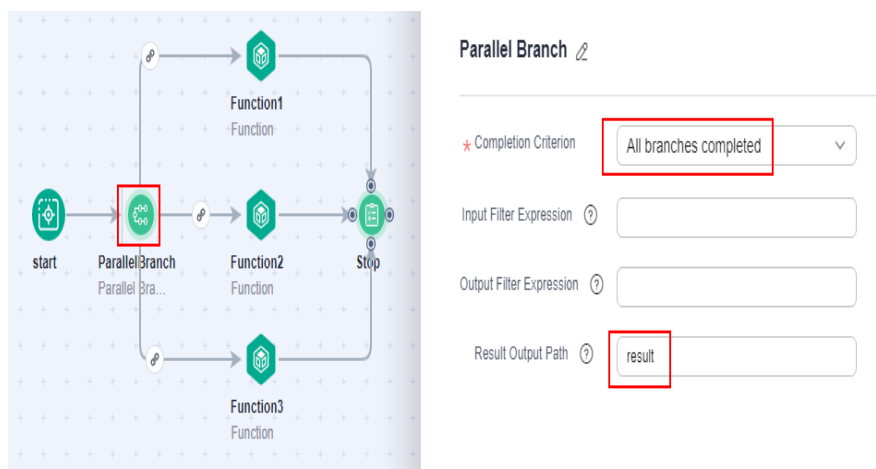 Function1
Function
start
ParallelBranch
Parallel Bra...
Function2
Function
Stop
Function3
Function
Parallel Branch
* Completion Criterion
All branches completed
Input Filter Expression ?
Output Filter Expression ?
Result Output Path ?
result